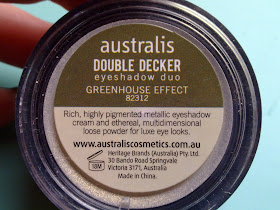 australis
DOUBLE DECKER
eyeshadow duo
GREENHOUSE EFFECT
82312
Rich, highly pigmented metallic eyeshadow
cream and ethereal, multidimensional
loose powder for luxe eye looks.
www.australiscosmetics.com.au
18M
Heritage Brands (Australia) Pty. Ltd.
30 Bando Road Springvale
Victoria 3171, Australia
Made in China.